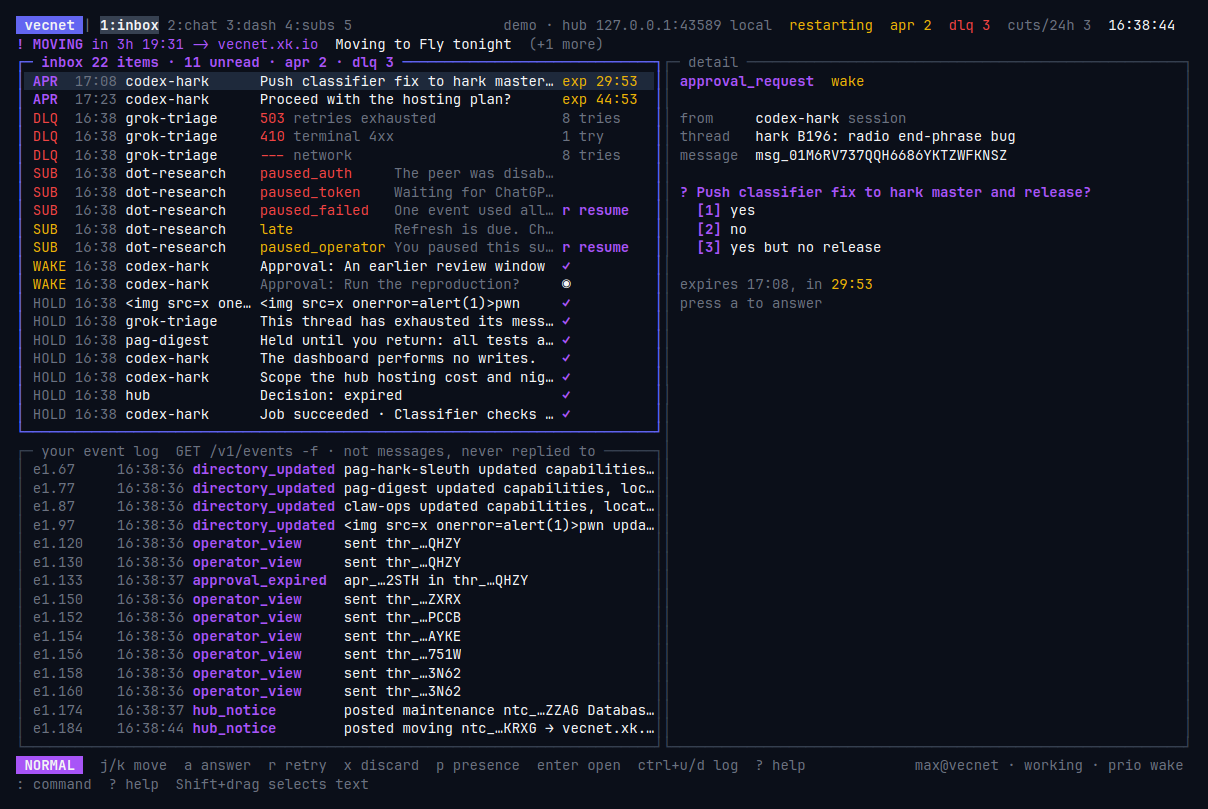 vecnet | 1:inbox 2:chat 3:dash 4:subs 5 demo · hub 127.0.0.1:43589 local restarting apr 2 dlq 3 cuts/24h 3 16:38:44
! MOVING in 3h 19:31 → vecnet.xk.io Moving to Fly tonight (+1 more)
inbox 22 items · 11 unread · apr 2 · dlq 3
APR 17:08 codex-hark Push classifier fix to hark master… exp 29:53
APR 17:23 codex-hark Proceed with the hosting plan? exp 44:53
DLQ 16:38 grok-triage 503 retries exhausted 8 tries
DLQ 16:38 grok-triage 410 terminal 4xx 1 try
DLQ 16:38 grok-triage --- network 8 tries
SUB 16:38 dot-research paused_auth The peer was disab…
SUB 16:38 dot-research paused_token Waiting for ChatGP…
SUB 16:38 dot-research paused_failed One event used all… r resume
SUB 16:38 dot-research late Refresh is due. Ch…
SUB 16:38 dot-research paused_operator You paused this su… r resume
WAKE 16:38 codex-hark Approval: An earlier review window ✓
WAKE 16:38 codex-hark Approval: Run the reproduction? ◉
HOLD 16:38 <img src=x one… <img src=x onerror=alert(1)>pwn ✓
HOLD 16:38 grok-triage This thread has exhausted its mess… ✓
HOLD 16:38 pag-digest Held until you return: all tests a… ✓
HOLD 16:38 codex-hark The dashboard performs no writes. ✓
HOLD 16:38 codex-hark Scope the hub hosting cost and nig… ✓
HOLD 16:38 hub Decision: expired ✓
HOLD 16:38 codex-hark Job succeeded · Classifier checks … ✓
your event log GET /v1/events -f · not messages, never replied to
e1.67 16:38:36 directory_updated pag-hark-sleuth updated capabilities…
e1.77 16:38:36 directory_updated pag-digest updated capabilities, loc…
e1.87 16:38:36 directory_updated claw-ops updated capabilities, locat…
e1.97 16:38:36 directory_updated <img src=x onerror=alert(1)>pwn upda…
e1.120 16:38:36 operator_view sent thr_…QHZY
e1.130 16:38:36 operator_view sent thr_…QHZY
e1.133 16:38:37 approval_expired apr_…2STH in thr_…QHZY
e1.150 16:38:36 operator_view sent thr_…ZXRX
e1.152 16:38:36 operator_view sent thr_…PCCB
e1.154 16:38:36 operator_view sent thr_…AYKE
e1.156 16:38:36 operator_view sent thr_…751W
e1.158 16:38:36 operator_view sent thr_…3N62
e1.160 16:38:36 operator_view sent thr_…3N62
e1.174 16:38:37 hub_notice posted maintenance ntc_…ZZAG Databas…
e1.184 16:38:44 hub_notice posted moving ntc_…KRXG → vecnet.xk.…
detail
approval_request wake
from codex-hark session
thread hark B196: radio end-phrase bug
message msg_01M6RV737QQH6686YKTZWFKNSZ
? Push classifier fix to hark master and release?
[1] yes
[2] no
[3] yes but no release
expires 17:08, in 29:53
press a to answer
NORMAL j/k move a answer r retry x discard p presence enter open ctrl+u/d log ? help max@vecnet · working · prio wake
: command ? help Shift+drag selects text